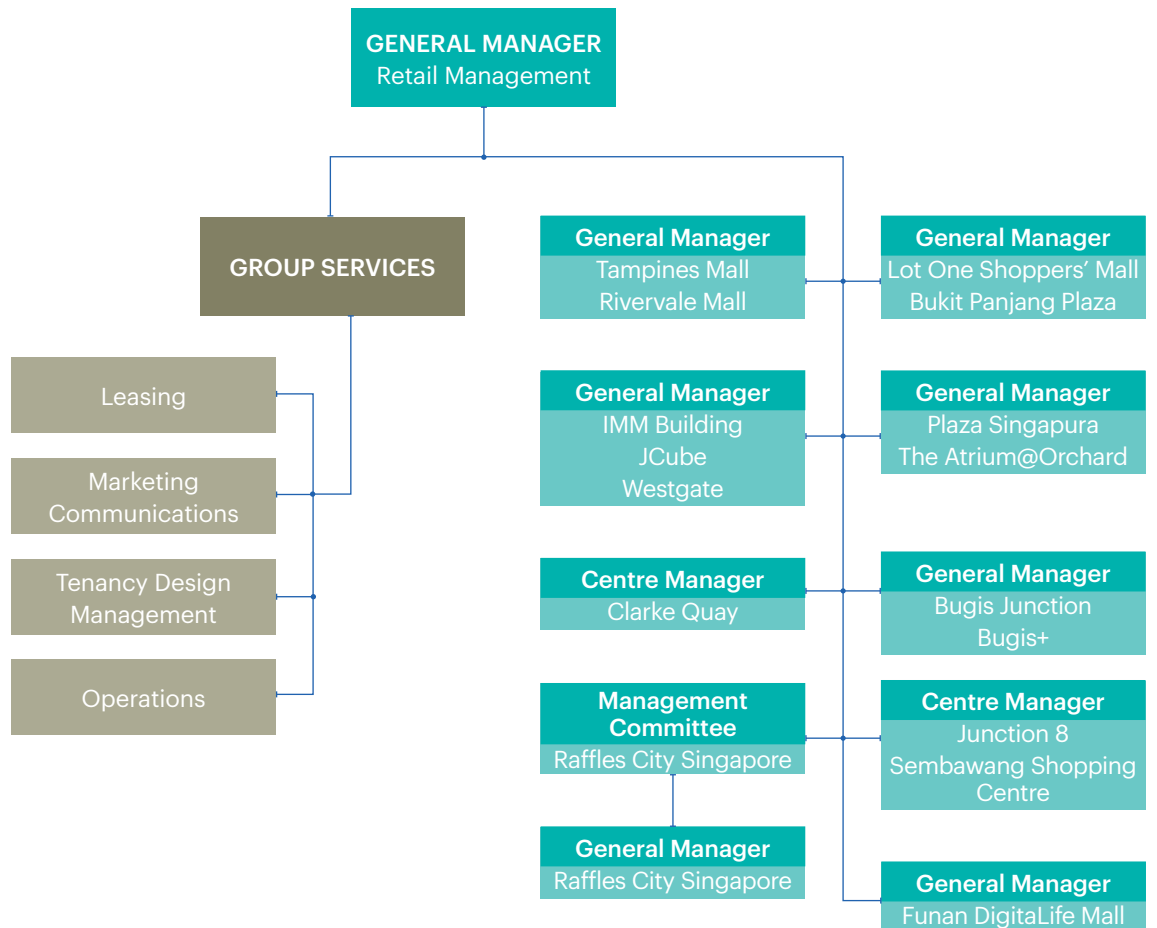 GENERAL MANAGER
Retail Management
GROUP SERVICES
Leasing
Marketing
Communications
Tenancy Design
Management
Operations
General Manager
Tampines Mall
Rivervale Mall
General Manager
Lot One Shoppers’ Mall
Bukit Panjang Plaza
General Manager
IMM Building
JCube
Westgate
General Manager
Plaza Singapura
The Atrium@Orchard
Centre Manager
Clarke Quay
General Manager
Bugis Junction
Bugis+
Management
Committee
Raffles City Singapore
Centre Manager
Junction 8
Sembawang Shopping
Centre
General Manager
Raffles City Singapore
General Manager
Funan DigitaLife Mall